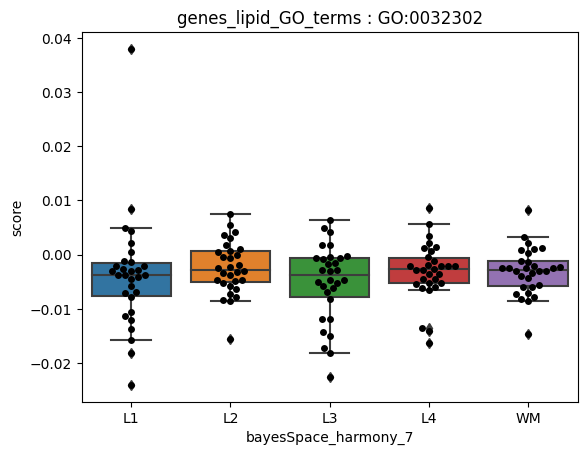 genes_lipid_GO_terms : GO:0032302
0.04
0.03
0.02
0.01
0.00
−0.01
−0.02
score
L1 L2 L3 L4 WM
bayesSpace_harmony_7